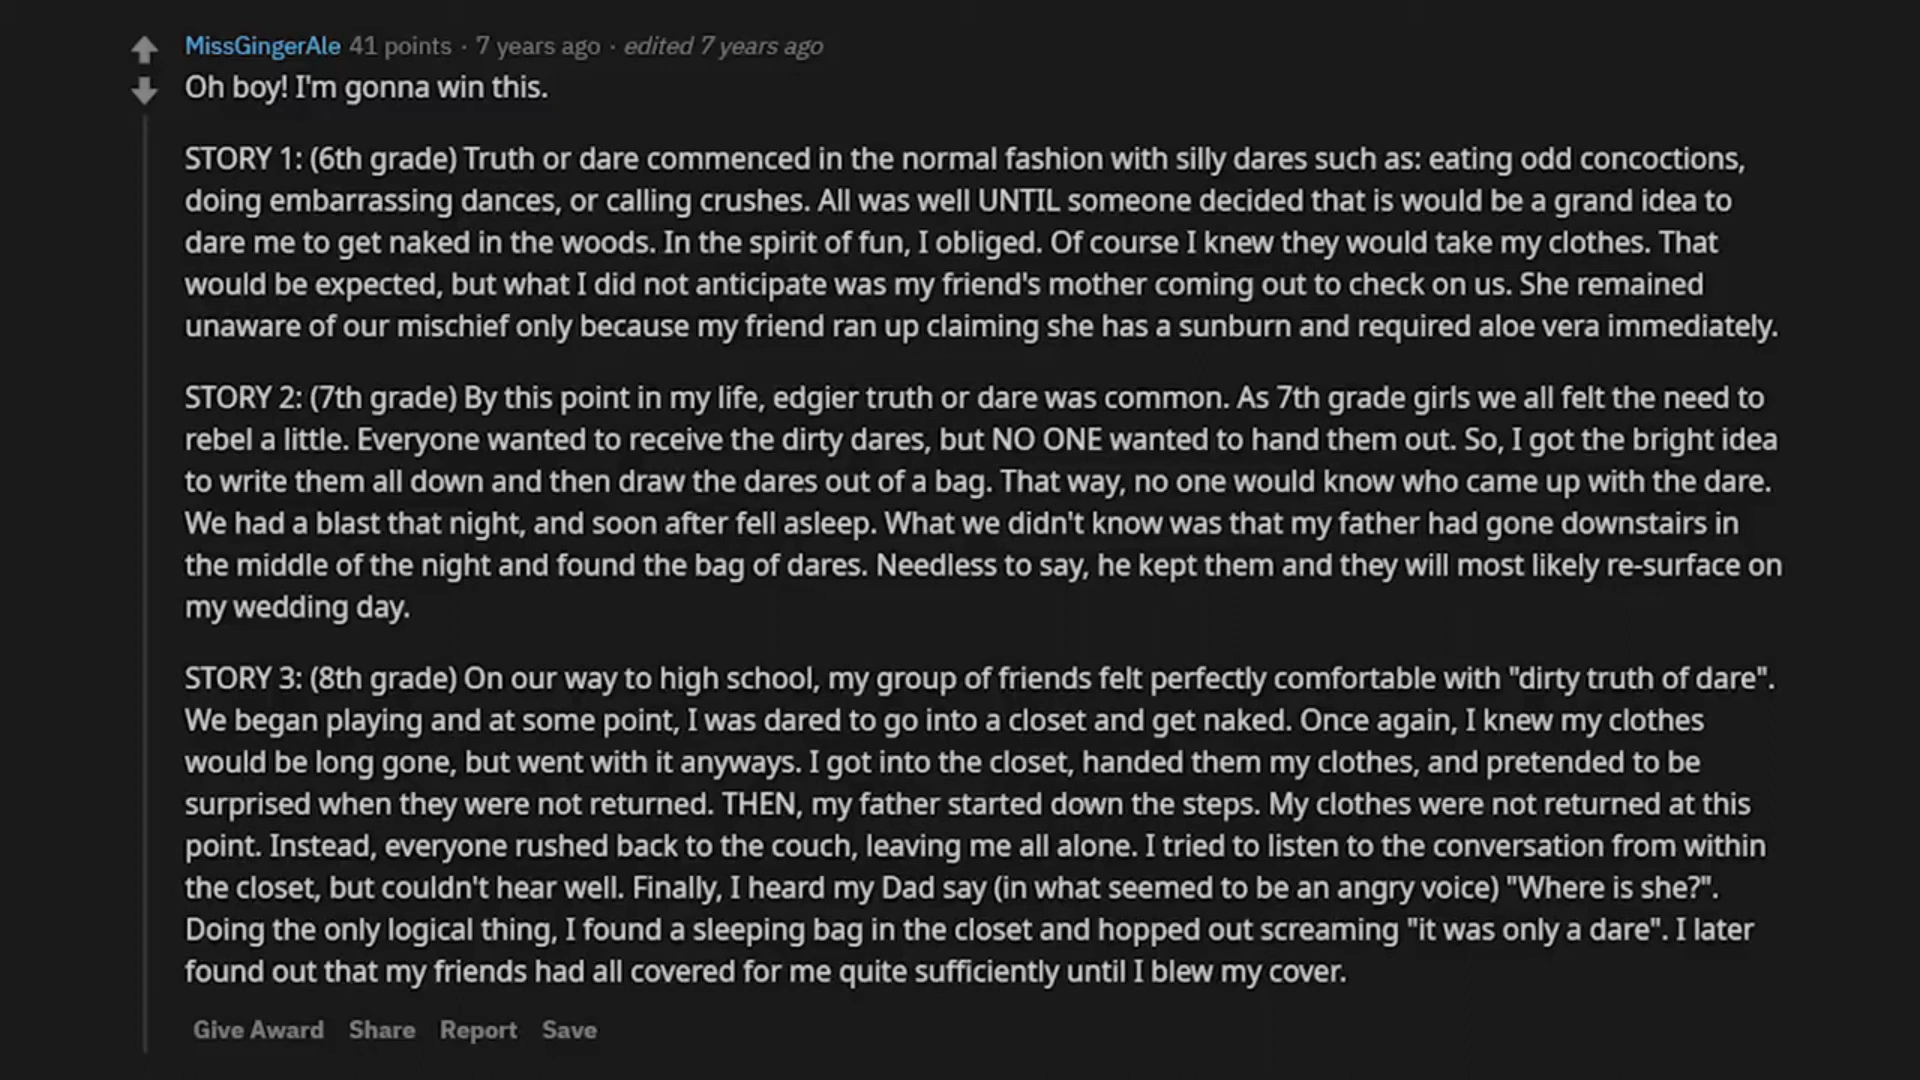 MissGingerAle 41 points · 7 years ago · edited 7 years ago
Oh boy! I'm gonna win this.
STORY 1: (6th grade) Truth or dare commenced in the normal fashion with silly dares such as: eating odd concoctions,
doing embarrassing dances, or calling crushes. All was well UNTIL someone decided that is would be a grand idea to
dare me to get naked in the woods. In the spirit of fun, I obliged. Of course I knew they would take my clothes. That
would be expected, but what I did not anticipate was my friend's mother coming out to check on us. She remained
unaware of our mischief only because my friend ran up claiming she has a sunburn and required aloe vera immediately.
STORY 2: (7th grade) By this point in my life, edgier truth or dare was common. As 7th grade girls we all felt the need to
rebel a little. Everyone wanted to receive the dirty dares, but NO ONE wanted to hand them out. So, I got the bright idea
to write them all down and then draw the dares out of a bag. That way, no one would know who came up with the dare.
We had a blast that night, and soon after fell asleep. What we didn't know was that my father had gone downstairs in
the middle of the night and found the bag of dares. Needless to say, he kept them and they will most likely re-surface on
my wedding day.
STORY 3: (8th grade) On our way to high school, my group of friends felt perfectly comfortable with "dirty truth of dare".
We began playing and at some point, I was dared to go into a closet and get naked. Once again, I knew my clothes
would be long gone, but went with it anyways. I got into the closet, handed them my clothes, and pretended to be
surprised when they were not returned. THEN, my father started down the steps. My clothes were not returned at this
point. Instead, everyone rushed back to the couch, leaving me all alone. I tried to listen to the conversation from within
the closet, but couldn't hear well. Finally, I heard my Dad say (in what seemed to be an angry voice) "Where is she?".
Doing the only logical thing, I found a sleeping bag in the closet and hopped out screaming "it was only a dare". I later
found out that my friends had all covered for me quite sufficiently until I blew my cover.
Give Award Share Report Save